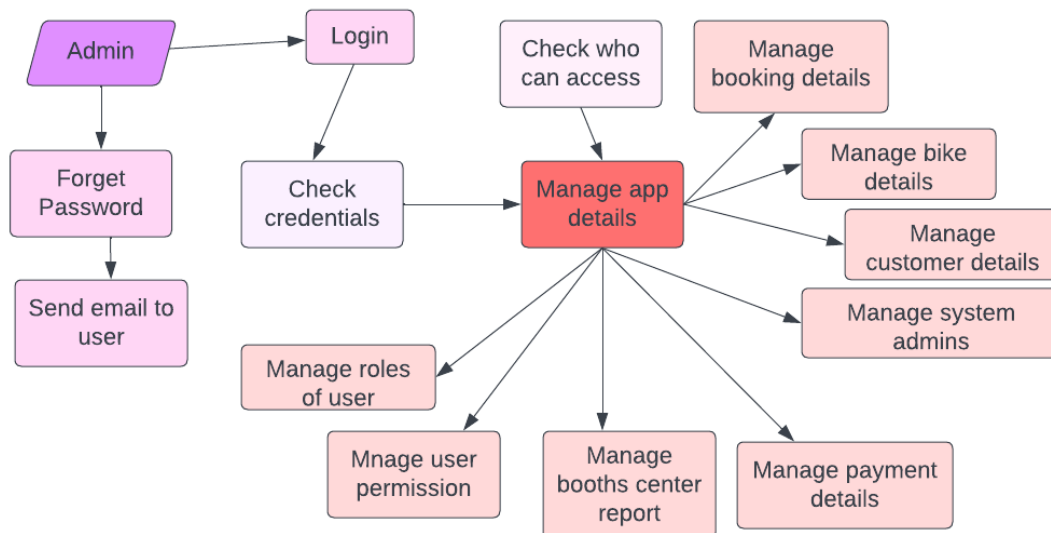 Admin
Login
Check who
can access
Manage
booking details
Forget
Password
Check
credentials
Manage app
details
Manage bike
details
Manage
customer details
Send email to
user
Manage system
admins
Manage roles
of user
Mnage user
permission
Manage
booths center
report
Manage payment
details